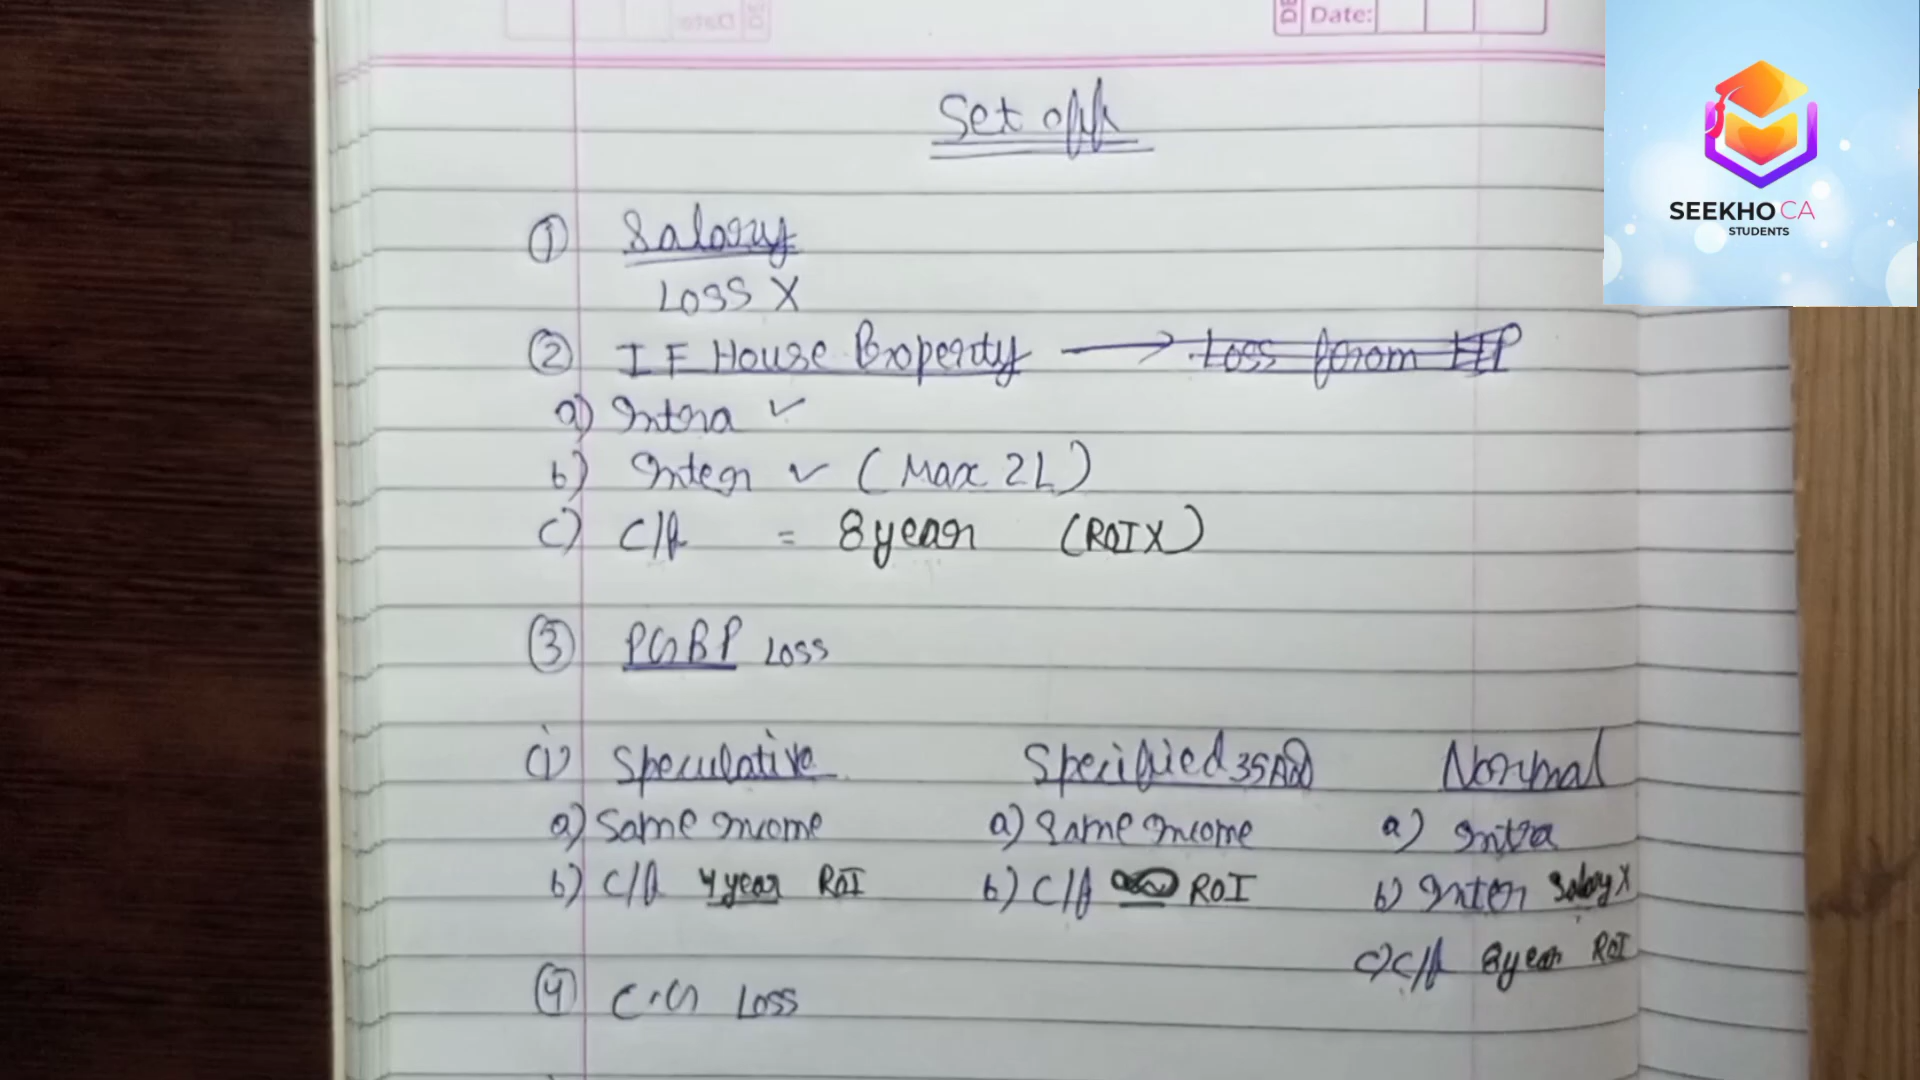 Date:
SEEKHO CA
STUDENTS
Set off
① Salary
Loss X
② I F House Property → Loss from HP
a) Intra ✓
b) Inter ✓ (Max 2L)
c) C/f = 8 year (ROI X)
③ PGBP Loss
(i) Speculative Specified 35AD Normal
a) Same income a) Same income a) Intra
b) C/f 4 year ROI b) C/f ROI b) Inter Salary X
c) C/f 8 year ROI
④ C.G Loss